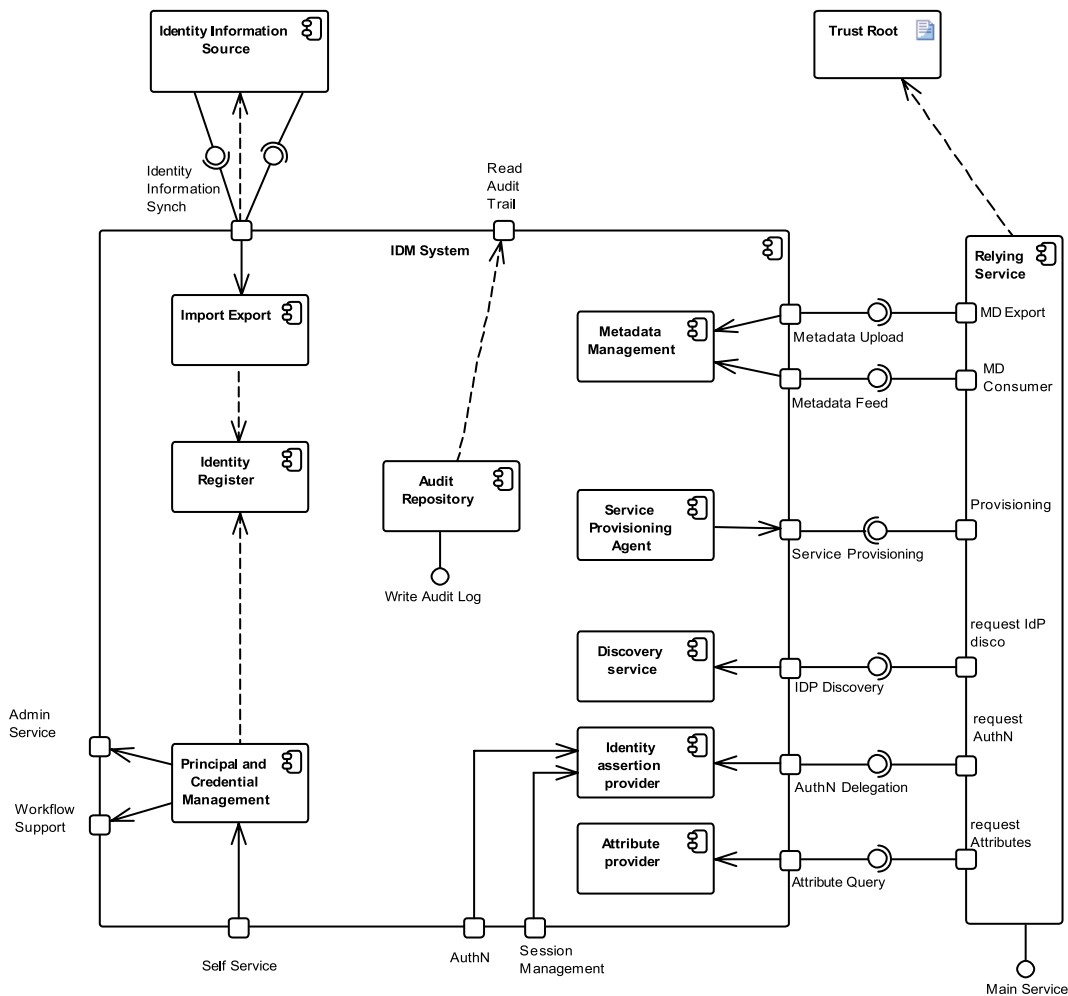 Identity Information
Source
Trust Root
Identity
Information
Synch
Read
Audit
Trail
IDM System
Relying
Service
Import Export
Metadata
Management
Metadata Upload
MD Export
MD
Consumer
Metadata Feed
Identity
Register
Audit
Repository
Write Audit Log
Service
Provisioning
Agent
Service Provisioning
Provisioning
Discovery
service
IDP Discovery
request IdP
disco
Admin
Service
Workflow
Support
Principal and
Credential
Management
Identity
assertion
provider
AuthN Delegation
request
AuthN
Attribute
provider
Attribute Query
request
Attributes
Self Service
AuthN
Session
Management
Main Service